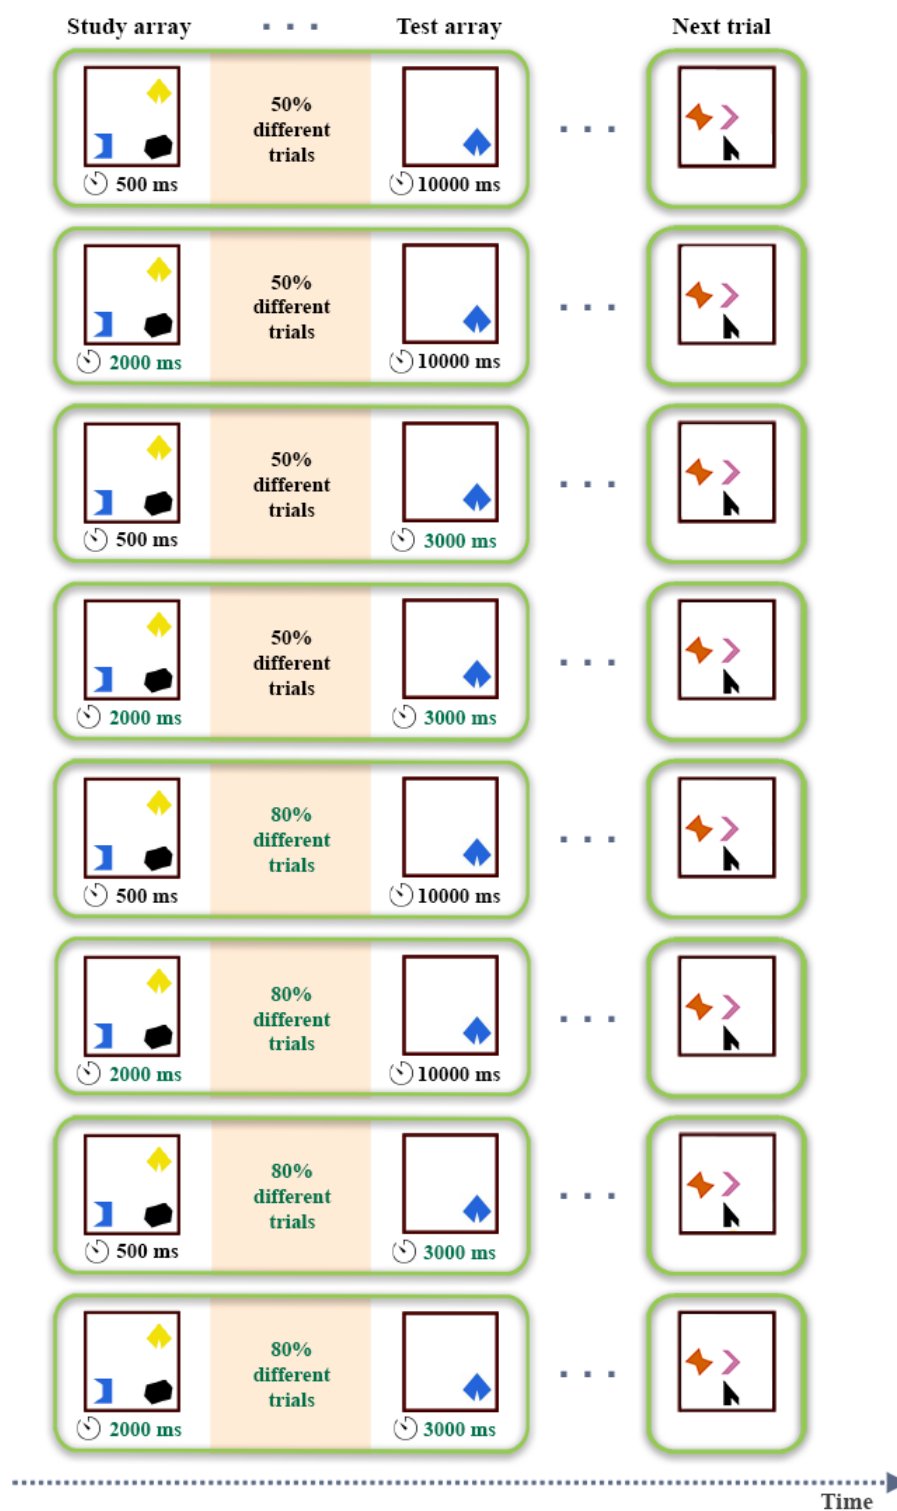 Study array
Test array
Next trial
50%
different
trials
500 ms
10000 ms
50%
different
trials
2000 ms
10000 ms
50%
different
trials
500 ms
3000 ms
50%
different
trials
2000 ms
3000 ms
80%
different
trials
500 ms
10000 ms
80%
different
trials
2000 ms
10000 ms
80%
different
trials
500 ms
3000 ms
80%
different
trials
2000 ms
3000 ms
Time